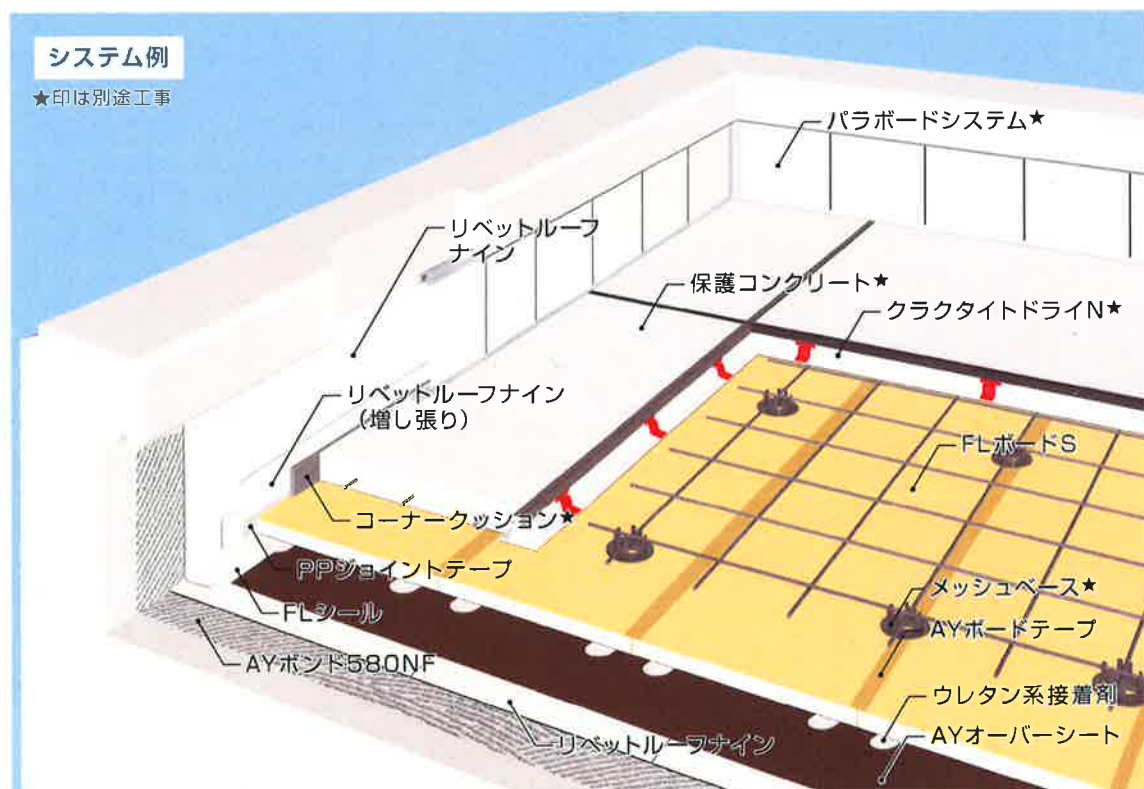 システム例
★印は別途工事
パラボードシステム★
リベットルーフ
ナイン
保護コンクリート★
クラクタイトドライN★
リベットルーフナイン
（増し張り）
FLボードS
コーナークッション★
PPジョイントテープ
メッシュベース★
FLシール
AYボードテープ
AYボンド580NF
ウレタン系接着剤
リベットルーフナイン
AYオーバーシート